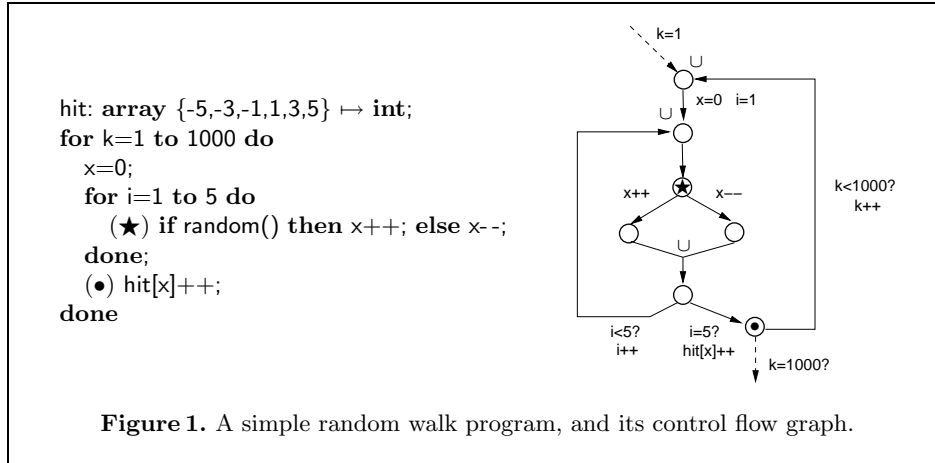 hit: array {-5,-3,-1,1,3,5} ↦ int;
for k=1 to 1000 do
x=0;
for i=1 to 5 do
(★) if random() then x++; else x--;
done;
(●) hit[x]++;
done
k=1
∪
x=0 i=1
∪
x++
x−−
∪
k<1000?
k++
i<5?
i++
i=5?
hit[x]++
k=1000?
Figure 1. A simple random walk program, and its control flow graph.